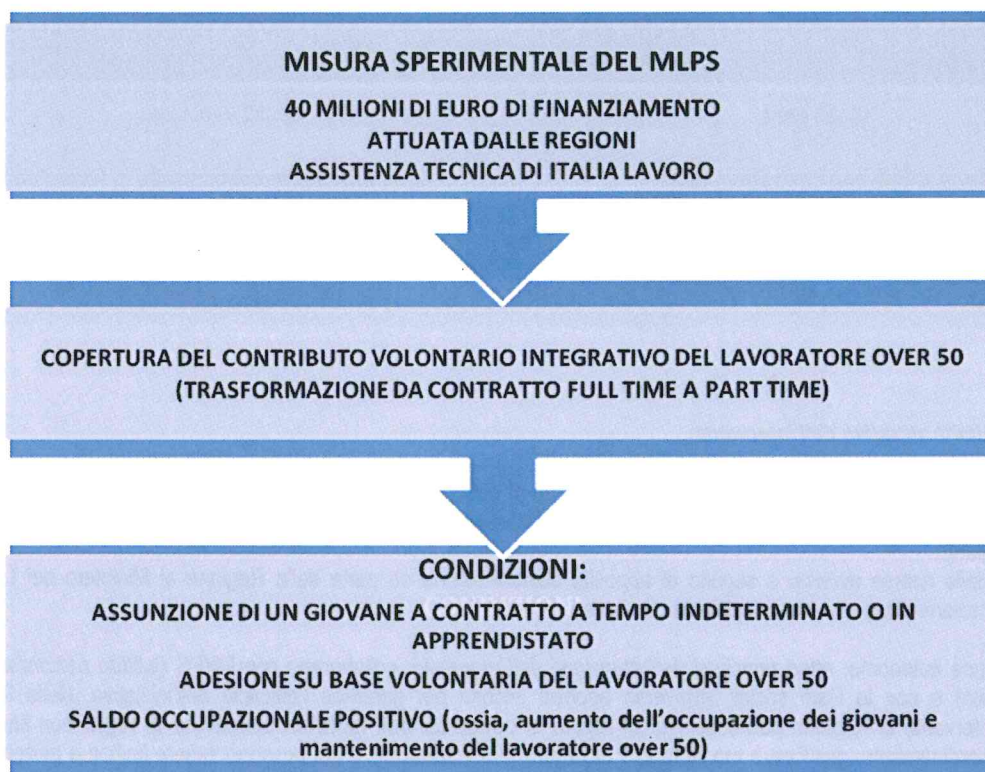 MISURA SPERIMENTALE DEL MLPS
40 MILIONI DI EURO DI FINANZIAMENTO
ATTUATA DALLE REGIONI
ASSISTENZA TECNICA DI ITALIA LAVORO
COPERTURA DEL CONTRIBUTO VOLONTARIO INTEGRATIVO DEL LAVORATORE OVER 50
(TRASFORMAZIONE DA CONTRATTO FULL TIME A PART TIME)
CONDIZIONI:
ASSUNZIONE DI UN GIOVANE A CONTRATTO A TEMPO INDETERMINATO O IN
APPRENDISTATO
ADESIONE SU BASE VOLONTARIA DEL LAVORATORE OVER 50
SALDO OCCUPAZIONALE POSITIVO (ossia, aumento dell’occupazione dei giovani e
mantenimento del lavoratore over 50)